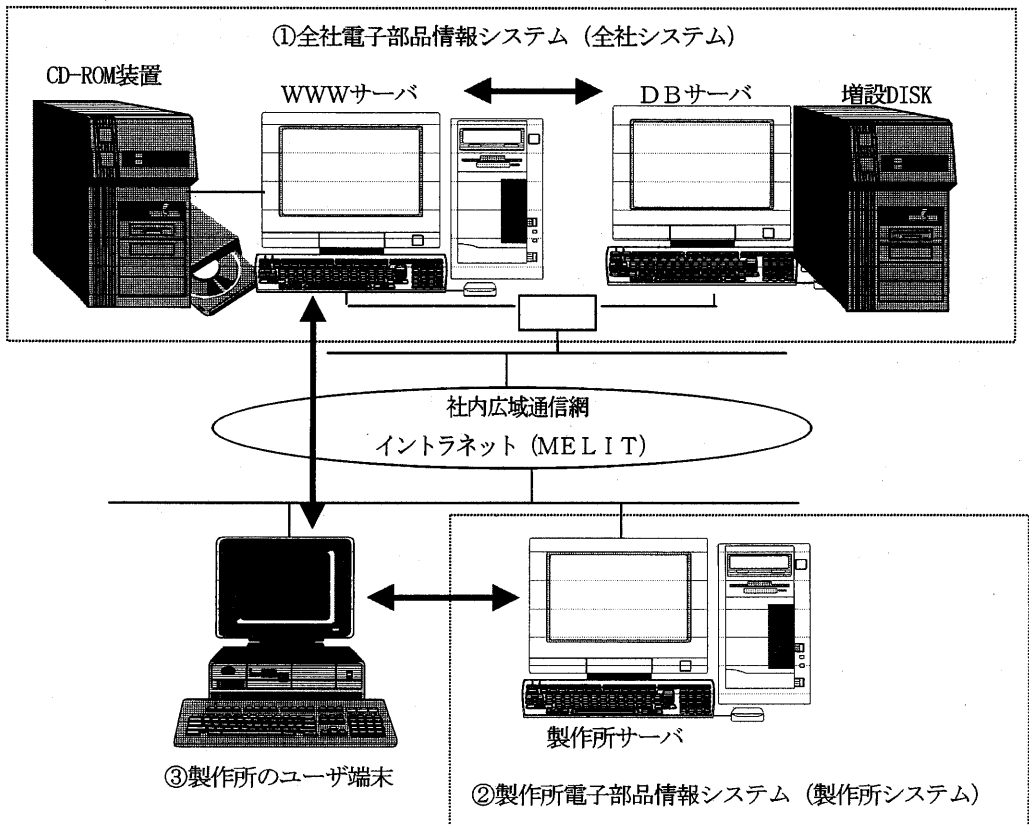 ①全社電子部品情報システム（全社システム）
CD-ROM装置
WWWサーバ
ＤＢサーバ
増設DISK
社内広域通信網
イントラネット（ＭＥＬＩＴ）
製作所サーバ
③製作所のユーザ端末
②製作所電子部品情報システム（製作所システム）